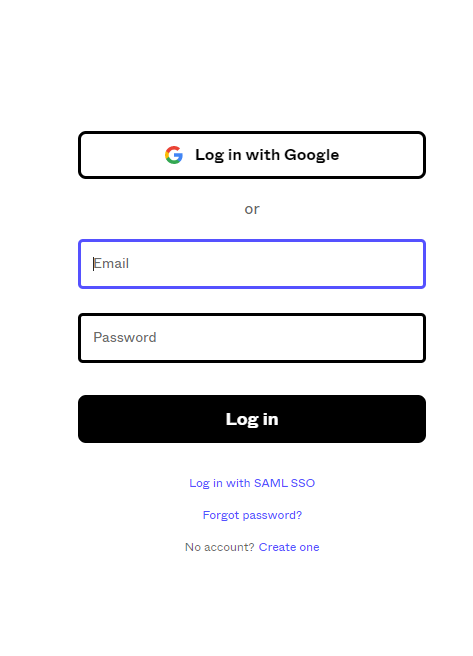 Log in with Google
or
Email
Password
Log in
Log in with SAML SSO
Forgot password?
No account? Create one